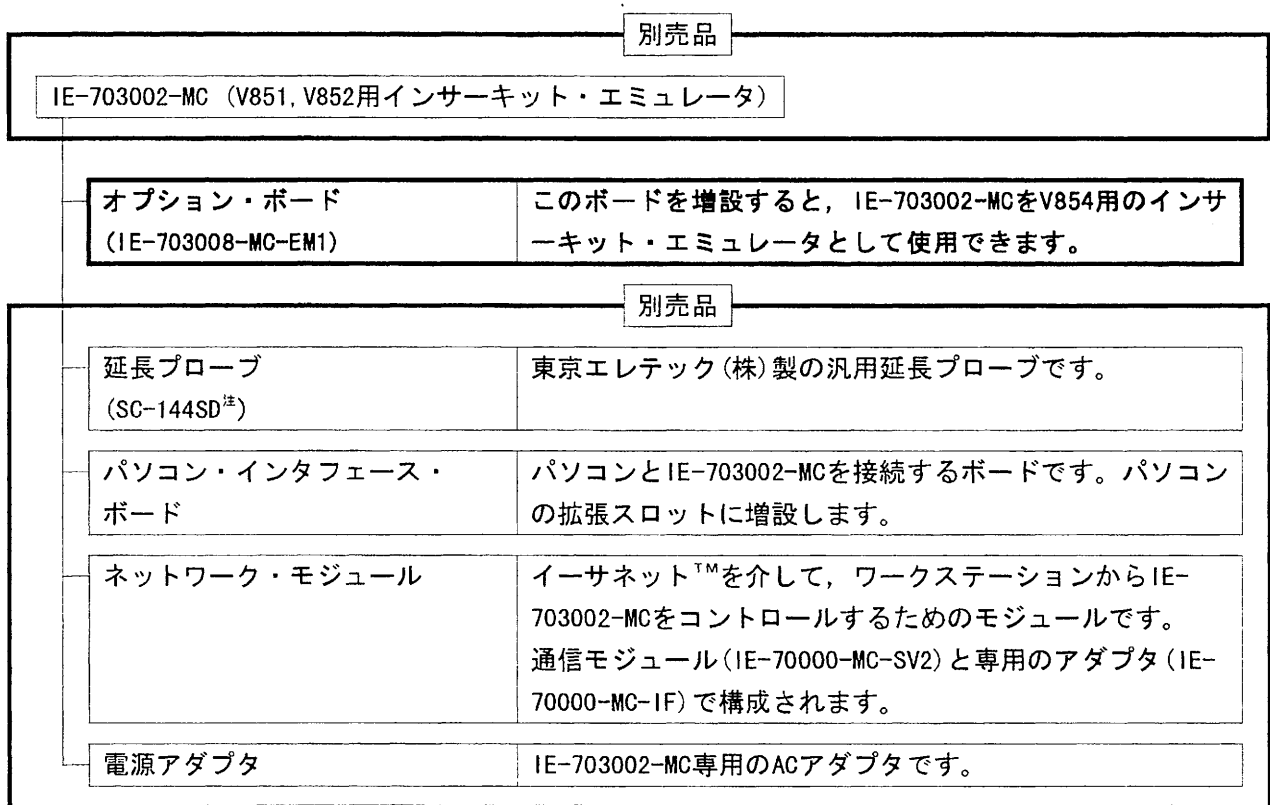 別売品
IE-703002-MC (V851, V852用インサーキット・エミュレータ)
オプション・ボード
(IE-703008-MC-EM1)
このボードを増設すると，IE-703002-MCをV854用のインサ
ーキット・エミュレータとして使用できます。
別売品
延長プローブ
(SC-144SD注)
東京エレテック(株)製の汎用延長プローブです。
パソコン・インタフェース・
ボード
パソコンとIE-703002-MCを接続するボードです。パソコン
の拡張スロットに増設します。
ネットワーク・モジュール
イーサネット™を介して，ワークステーションからIE-
703002-MCをコントロールするためのモジュールです。
通信モジュール(IE-70000-MC-SV2)と専用のアダプタ(IE-
70000-MC-IF)で構成されます。
電源アダプタ
IE-703002-MC専用のACアダプタです。